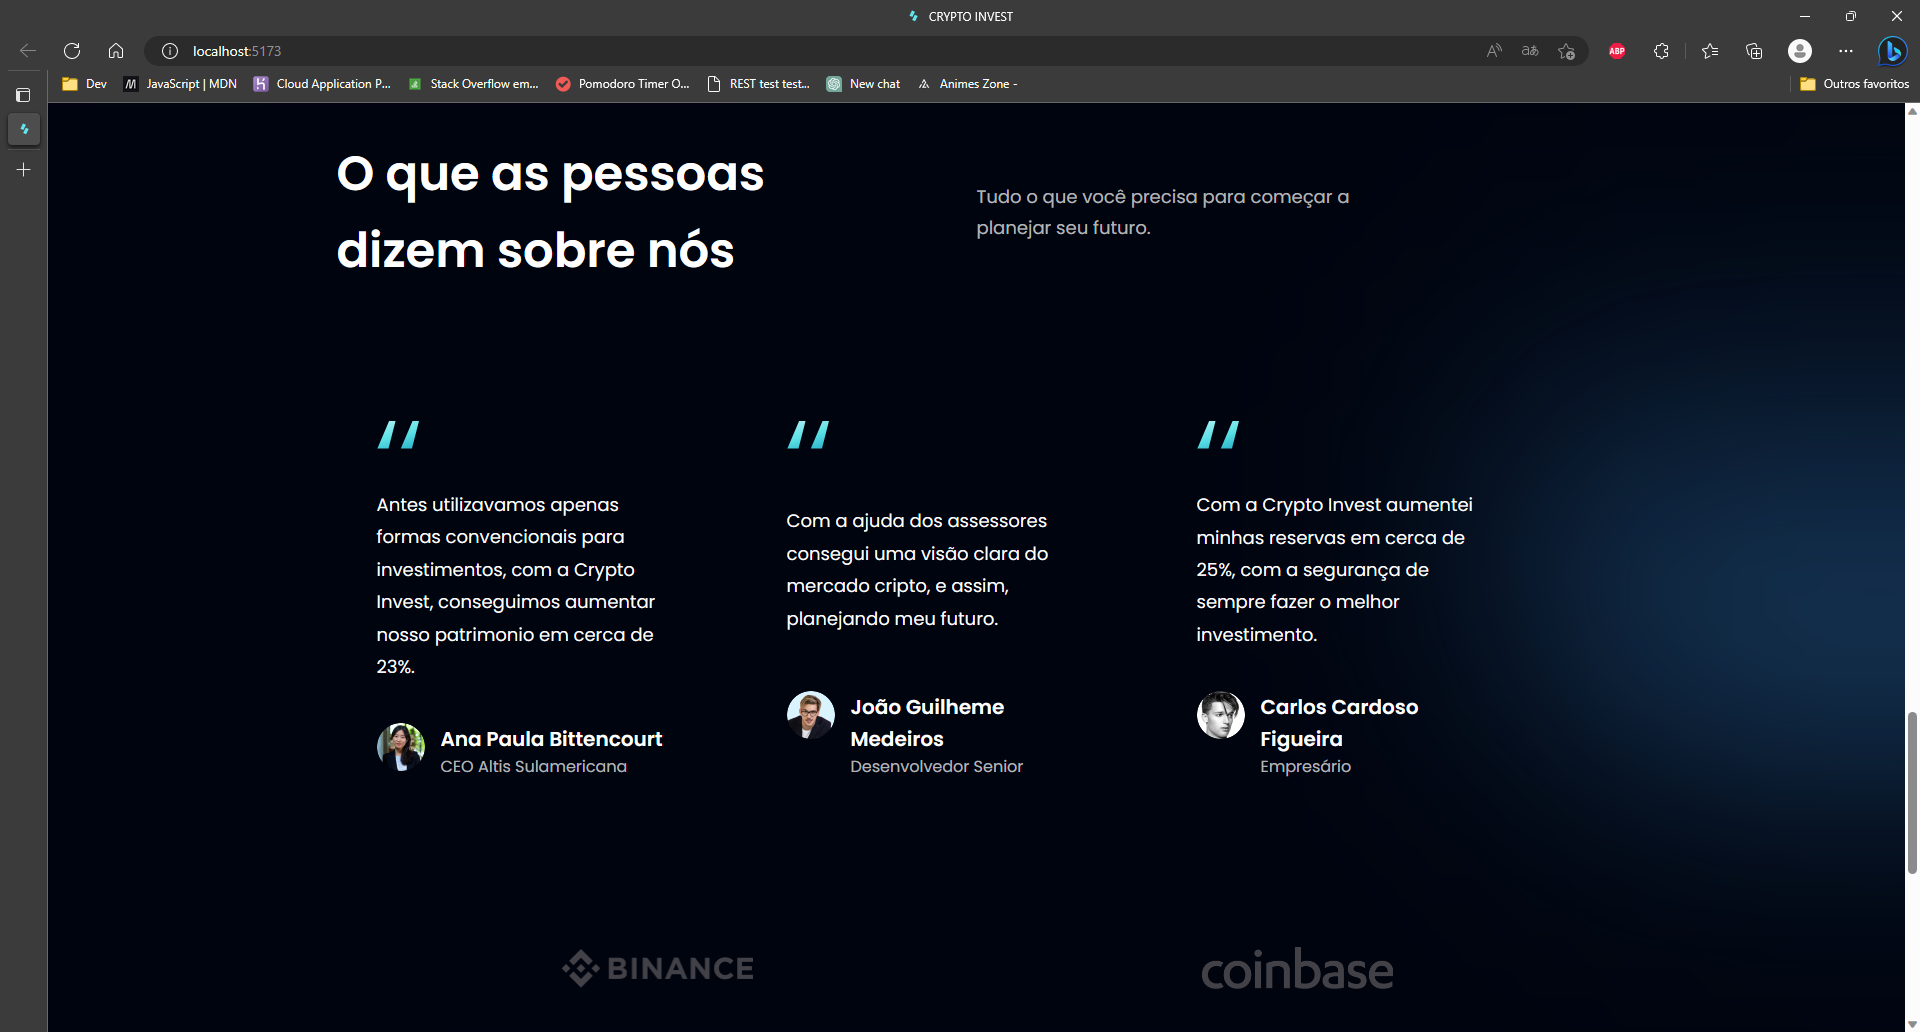 CRYPTO INVEST
localhost:5173
Dev
JavaScript | MDN
Cloud Application P...
Stack Overflow em...
Pomodoro Timer O...
REST test test...
New chat
Animes Zone -
Outros favoritos
ABP
O que as pessoas
dizem sobre nós
Tudo o que você precisa para começar a
planejar seu futuro.
Antes utilizavamos apenas
formas convencionais para
investimentos, com a Crypto
Invest, conseguimos aumentar
nosso patrimonio em cerca de
23%.
Ana Paula Bittencourt
CEO Altis Sulamericana
Com a ajuda dos assessores
consegui uma visão clara do
mercado cripto, e assim,
planejando meu futuro.
João Guilheme
Medeiros
Desenvolvedor Senior
Com a Crypto Invest aumentei
minhas reservas em cerca de
25%, com a segurança de
sempre fazer o melhor
investimento.
Carlos Cardoso
Figueira
Empresário
BINANCE
coinbase